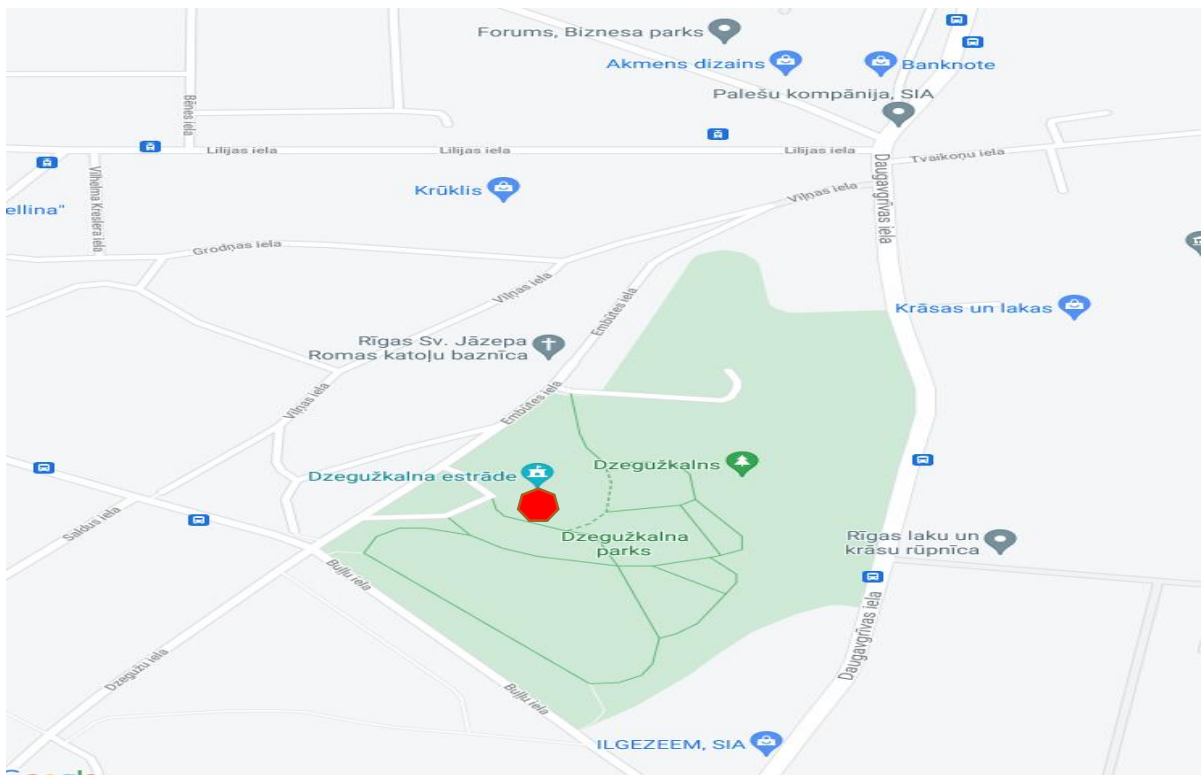 Forums, Biznesa parks
Akmens dizains
Banknote
Palešu kompānija, SIA
Bēnes iela
Lilijas iela
Lilijas iela
Lilijas iela
Tvaikoņu iela
Daugavgrīvas iela
Vilhelma Kreslera iela
Krūklis
Viļņas iela
ellina"
Grodņas iela
Viļņas iela
Embūtes iela
Krāsas un lakas
Rīgas Sv. Jāzepa
Romas katoļu baznīca
Viļņas iela
Embūtes iela
Dzegužkalna estrāde
Dzegužkalns
Saldus iela
Dzegužkalna
parks
Rīgas laku un
krāsu rūpnīca
Buļļu iela
Daugavgrīvas iela
Dzegužu iela
Buļļu iela
ILGEZEEM, SIA